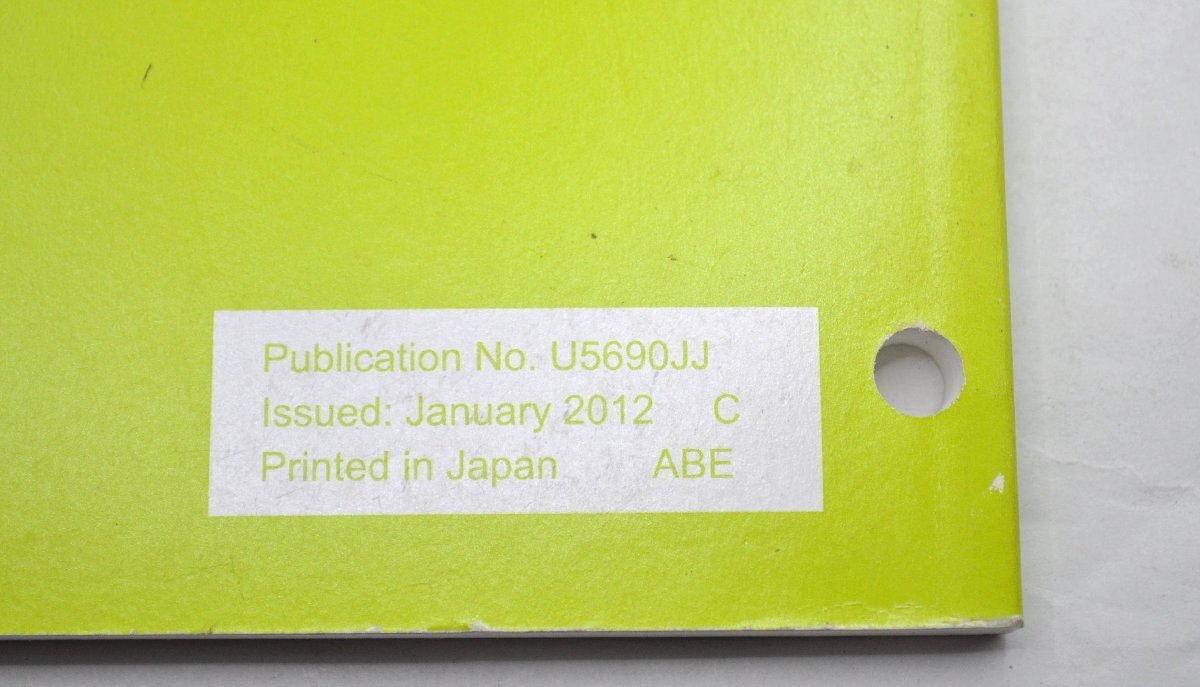 Publication No. U5690JJ
Issued: January 2012 C
Printed in Japan ABE